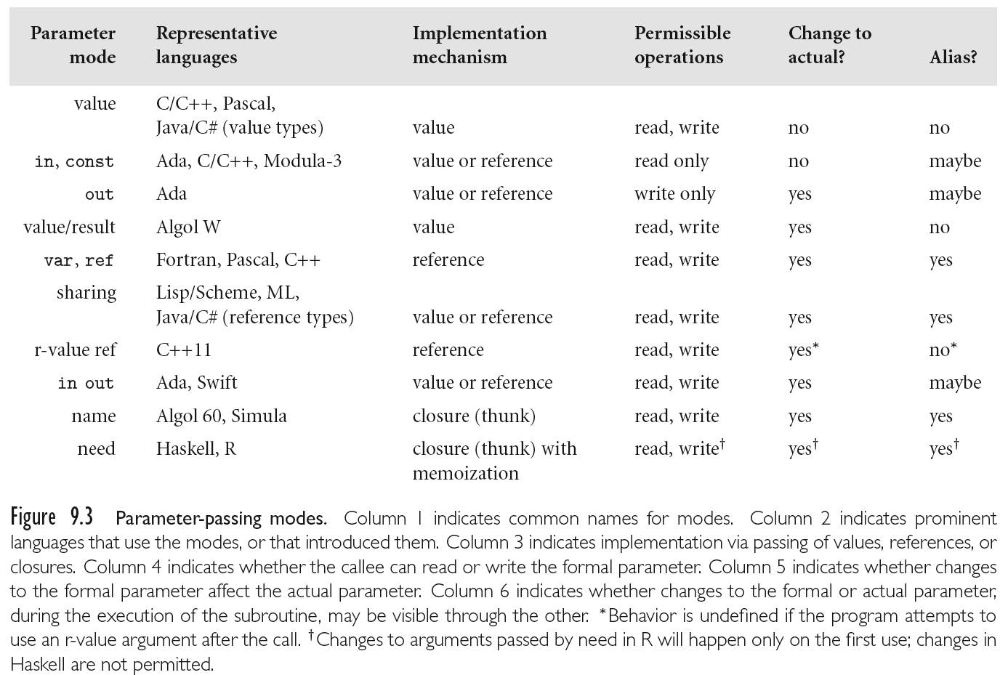 Parameter mode Representative languages Implementation mechanism Permissible operations Change to actual? Alias?
value C/C++, Pascal,
Java/C# (value types) value read, write no no
in, const Ada, C/C++, Modula-3 value or reference read only no maybe
out Ada value or reference write only yes maybe
value/result Algol W value read, write yes no
var, ref Fortran, Pascal, C++ reference read, write yes yes
sharing Lisp/Scheme, ML,
Java/C# (reference types) value or reference read, write yes yes
r-value ref C++11 reference read, write yes* no*
in out Ada, Swift value or reference read, write yes maybe
name Algol 60, Simula closure (thunk) read, write yes yes
need Haskell, R closure (thunk) with read, write† yes† yes†
memoization
Figure 9.3 Parameter-passing modes. Column 1 indicates common names for modes. Column 2 indicates prominent
languages that use the modes, or that introduced them. Column 3 indicates implementation via passing of values, references, or
closures. Column 4 indicates whether the callee can read or write the formal parameter. Column 5 indicates whether changes
to the formal parameter affect the actual parameter. Column 6 indicates whether changes to the formal or actual parameter,
during the execution of the subroutine, may be visible through the other. *Behavior is undefined if the program attempts to
use an r-value argument after the call. †Changes to arguments passed by need in R will happen only on the first use; changes in
Haskell are not permitted.